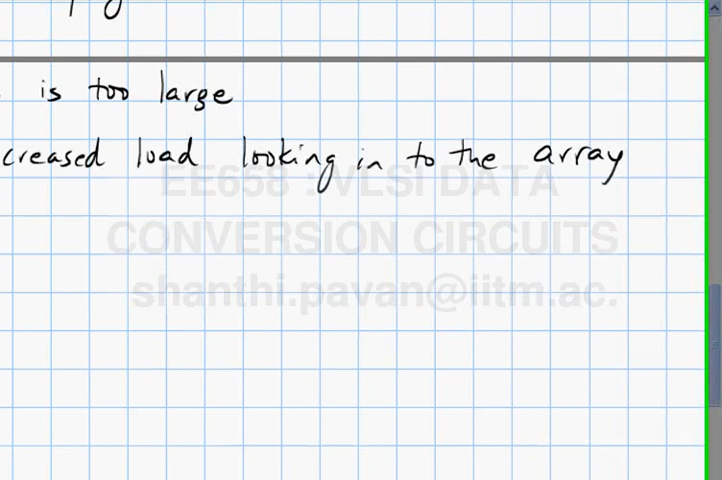 is too large
creased load looking in to the array
EE658 : VLSI DATA
CONVERSION CIRCUITS
shanthi.pavan@iitm.ac.